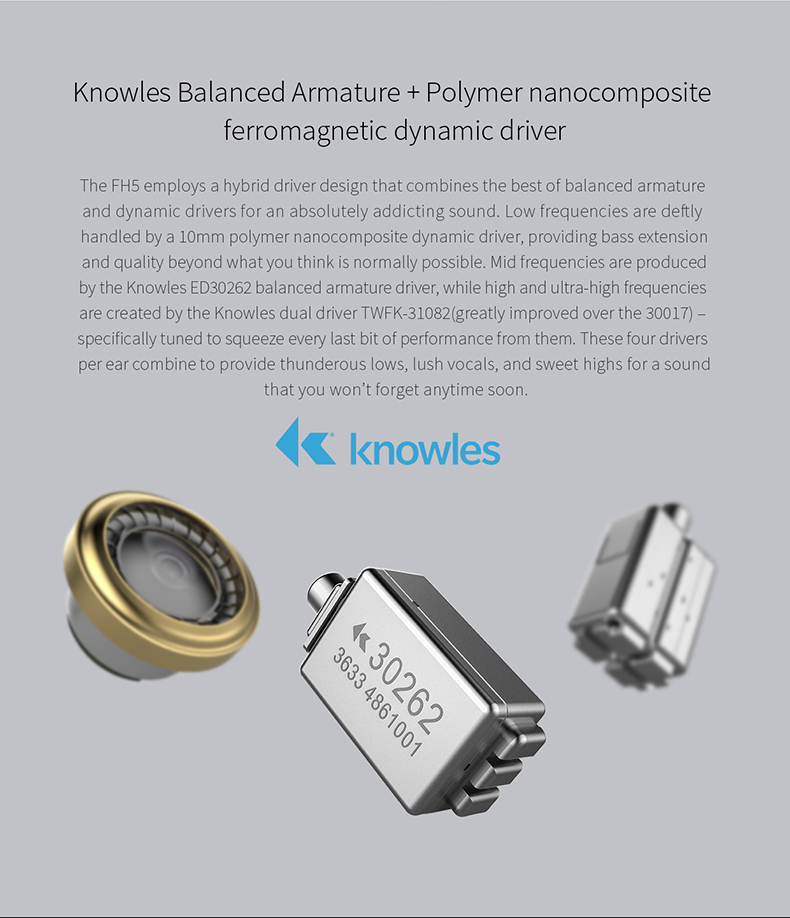 Knowles Balanced Armature + Polymer nanocomposite
ferromagnetic dynamic driver
The FH5 employs a hybrid driver design that combines the best of balanced armature
and dynamic drivers for an absolutely addicting sound. Low frequencies are deftly
handled by a 10mm polymer nanocomposite dynamic driver, providing bass extension
and quality beyond what you think is normally possible. Mid frequencies are produced
by the Knowles ED30262 balanced armature driver, while high and ultra-high frequencies
are created by the Knowles dual driver TWFK-31082(greatly improved over the 30017) –
specifically tuned to squeeze every last bit of performance from them. These four drivers
per ear combine to provide thunderous lows, lush vocals, and sweet highs for a sound
that you won’t forget anytime soon.
knowles
30262
3633 4861001